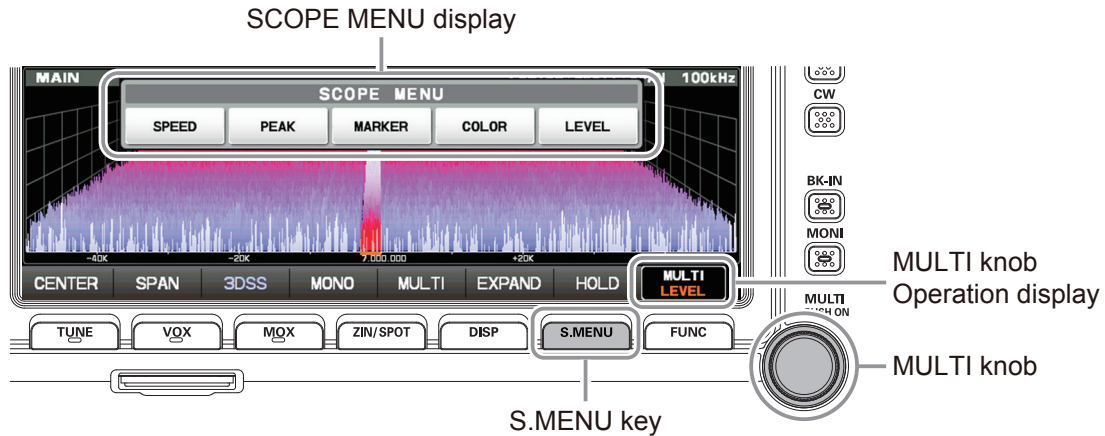 SCOPE MENU display
MAIN
100kHz
SCOPE MENU
SPEED PEAK MARKER COLOR LEVEL
CW
BK-IN
MONI
-40K -20K 7.000.000 +20K
CENTER SPAN 3DSS MONO MULTI EXPAND HOLD MULTI
LEVEL
MULTI knob
Operation display
MULTI
TUNE VOX MOX ZIN/SPOT DISP S.MENU FUNC
MULTI knob
S.MENU key